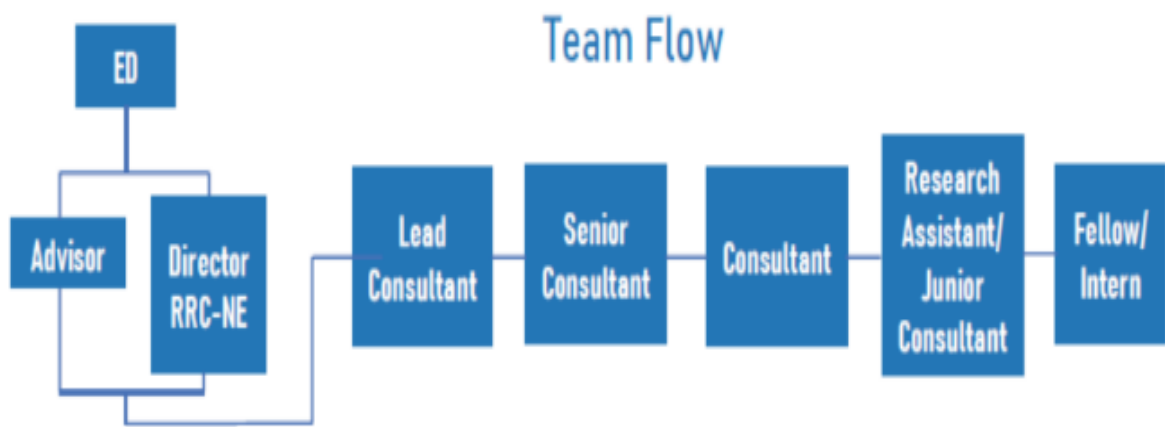 Team Flow
ED
Advisor
Director
RRC-NE
Lead
Consultant
Senior
Consultant
Consultant
Research
Assistant/
Junior
Consultant
Fellow/
Intern